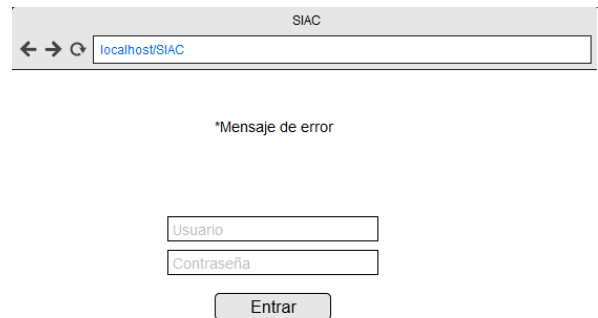 SIAC
localhost/SIAC
*Mensaje de error
Usuario
Contraseña
Entrar